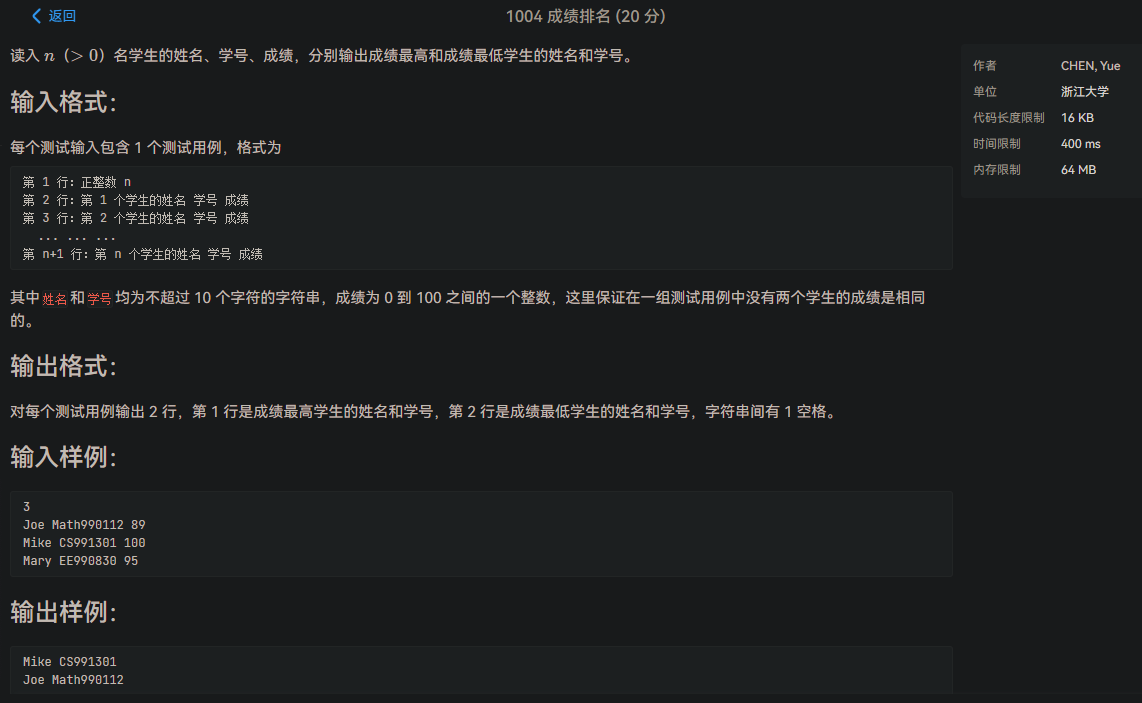 返回
1004 成绩排名 (20 分)
读入 n（> 0）名学生的姓名、学号、成绩，分别输出成绩最高和成绩最低学生的姓名和学号。
作者 CHEN, Yue
单位 浙江大学
代码长度限制 16 KB
时间限制 400 ms
内存限制 64 MB
输入格式：
每个测试输入包含 1 个测试用例，格式为
第 1 行：正整数 n
第 2 行：第 1 个学生的姓名 学号 成绩
第 3 行：第 2 个学生的姓名 学号 成绩
... ... ...
第 n+1 行：第 n 个学生的姓名 学号 成绩
其中姓名和学号均为不超过 10 个字符的字符串，成绩为 0 到 100 之间的一个整数，这里保证在一组测试用例中没有两个学生的成绩是相同
的。
输出格式：
对每个测试用例输出 2 行，第 1 行是成绩最高学生的姓名和学号，第 2 行是成绩最低学生的姓名和学号，字符串间有 1 空格。
输入样例：
3
Joe Math990112 89
Mike CS991301 100
Mary EE990830 95
输出样例：
Mike CS991301
Joe Math990112